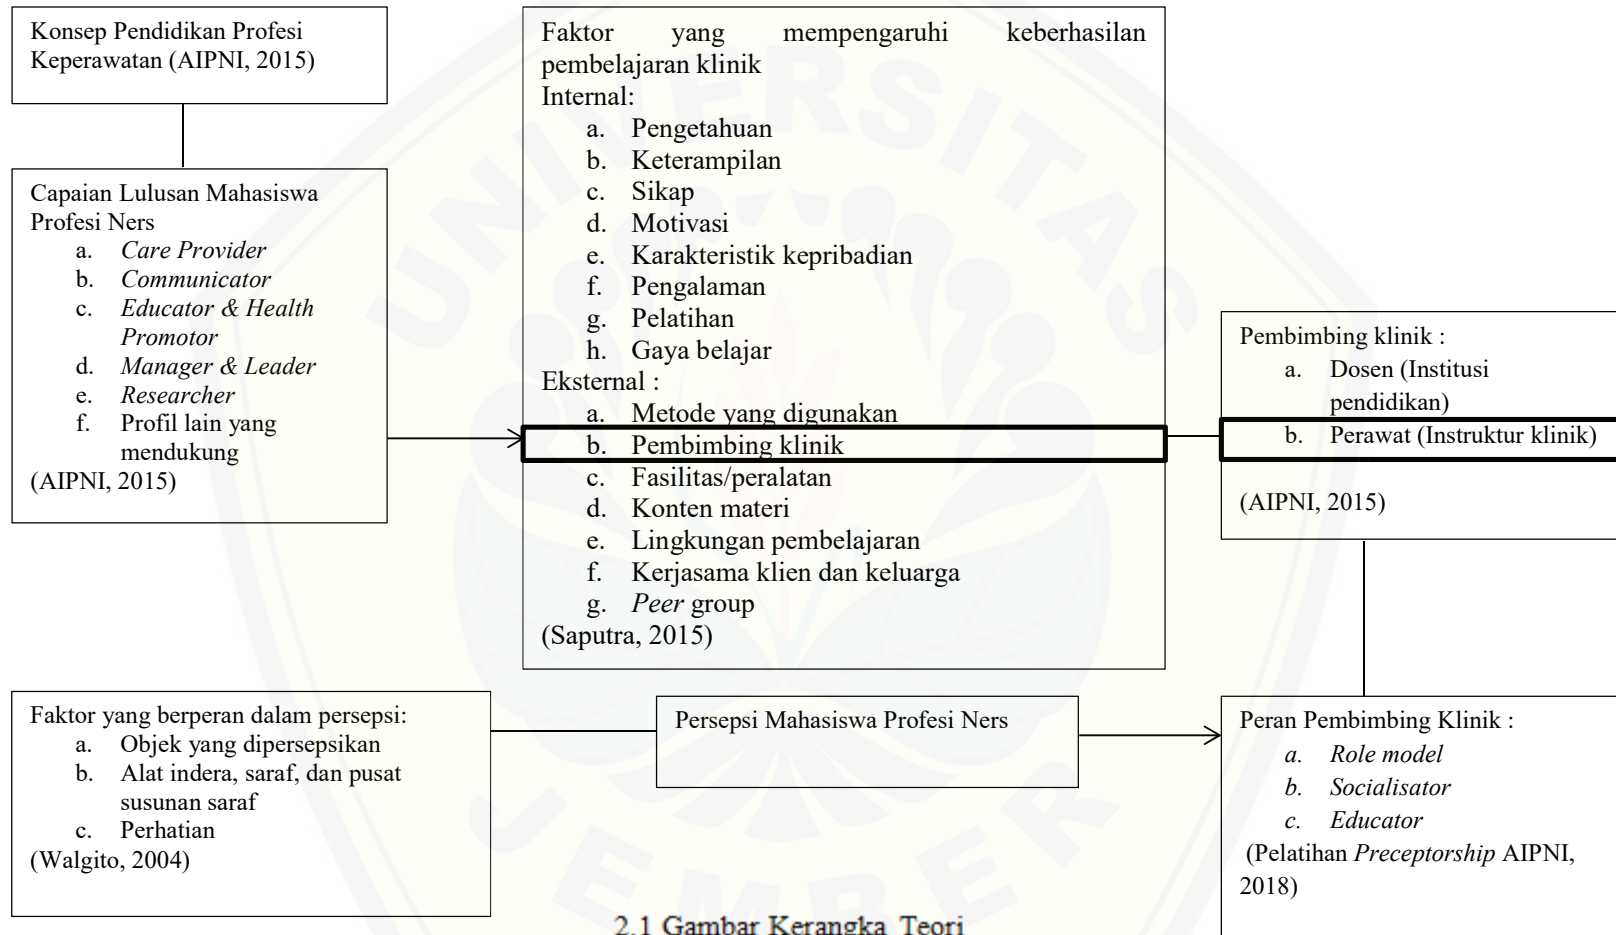 Konsep Pendidikan Profesi
Keperawatan (AIPNI, 2015)
Capaian Lulusan Mahasiswa
Profesi Ners
a. Care Provider
b. Communicator
c. Educator & Health
Promotor
d. Manager & Leader
e. Researcher
f. Profil lain yang
mendukung
(AIPNI, 2015)
Faktor yang mempengaruhi keberhasilan
pembelajaran klinik
Internal:
a. Pengetahuan
b. Keterampilan
c. Sikap
d. Motivasi
e. Karakteristik kepribadian
f. Pengalaman
g. Pelatihan
h. Gaya belajar
Eksternal :
a. Metode yang digunakan
b. Pembimbing klinik
c. Fasilitas/peralatan
d. Konten materi
e. Lingkungan pembelajaran
f. Kerjasama klien dan keluarga
g. Peer group
(Saputra, 2015)
Pembimbing klinik :
a. Dosen (Institusi
pendidikan)
b. Perawat (Instruktur klinik)
(AIPNI, 2015)
Faktor yang berperan dalam persepsi:
a. Objek yang dipersepsikan
b. Alat indera, saraf, dan pusat
susunan saraf
c. Perhatian
(Walgito, 2004)
Persepsi Mahasiswa Profesi Ners
Peran Pembimbing Klinik :
a. Role model
b. Socialisator
c. Educator
(Pelatihan Preceptorship AIPNI,
2018)
2.1 Gambar Kerangka Teori
UNIVERSITAS
JEMBER